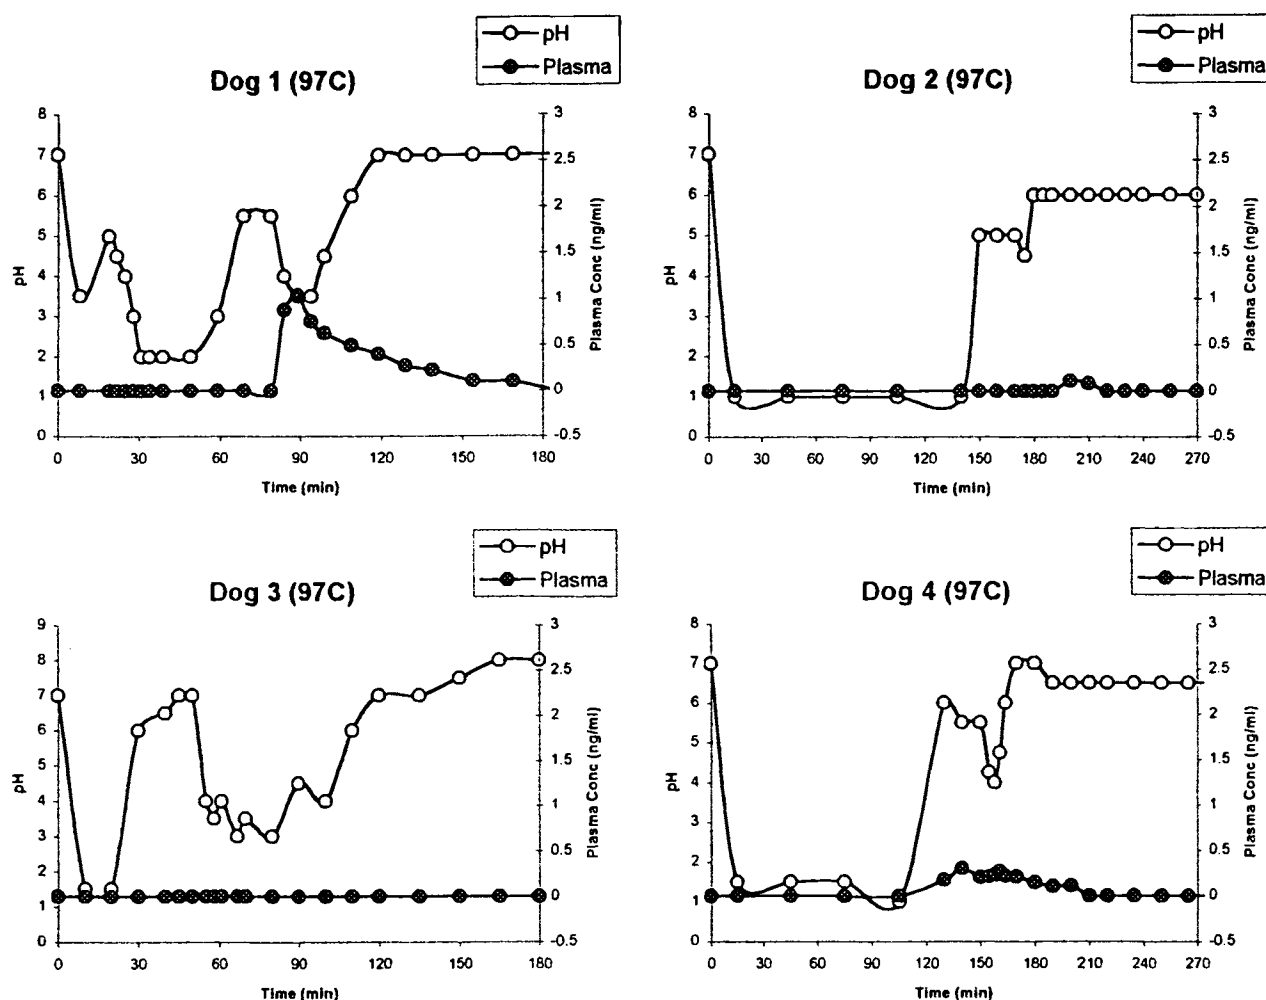 pH
Plasma
Dog 1 (97C)
8
7
6
5
4
3
2
1
0
pH
3
2.5
2
1.5
1
0.5
0
-0.5
Plasma Conc (ng/ml)
0 30 60 90 120 150 180
Time (min)
pH
Plasma
Dog 2 (97C)
8
7
6
5
4
3
2
1
0
pH
3
2.5
2
1.5
1
0.5
0
-0.5
Plasma Conc (ng/ml)
0 30 60 90 120 150 180 210 240 270
Time (min)
pH
Plasma
Dog 3 (97C)
9
8
7
6
5
4
3
2
1
0
pH
3
2.5
2
1.5
1
0.5
0
-0.5
Plasma Conc (ng/ml)
0 30 60 90 120 150 180
Time (min)
pH
Plasma
Dog 4 (97C)
8
7
6
5
4
3
2
1
0
pH
3
2.5
2
1.5
1
0.5
0
-0.5
Plasma Conc (ng/ml)
0 30 60 90 120 150 180 210 240 270
Time (min)